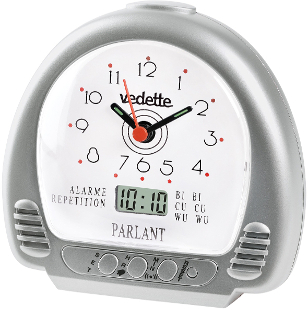 12
11 1
10 vedette 2
9 3
8 4
7 6 5
ALARME BI BI
REPETITION 10:10 CU CU
WU WU
PARLANT